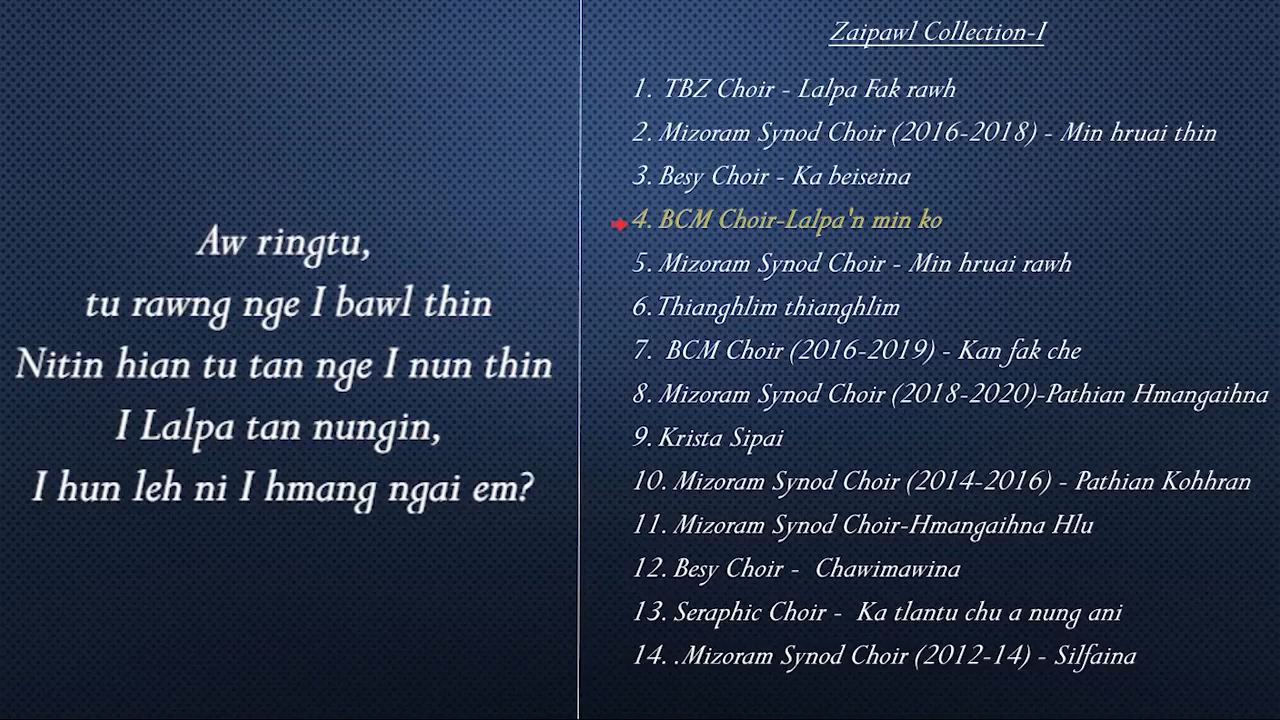 Aw ringtu,
tu rawng nge I bawl thin
Nitin hian tu tan nge I nun thin
I Lalpa tan nungin,
I hun leh ni I hmang ngai em?
Zaipawl Collection-I
1. TBZ Choir - Lalpa Fak rawh
2. Mizoram Synod Choir (2016-2018) - Min hruai thin
3. Besy Choir - Ka beiseina
4. BCM Choir-Lalpa'n min ko
5. Mizoram Synod Choir - Min hruai rawh
6. Thianghlim thianghlim
7. BCM Choir (2016-2019) - Kan fak che
8. Mizoram Synod Choir (2018-2020)-Pathian Hmangaihna
9. Krista Sipai
10. Mizoram Synod Choir (2014-2016) - Pathian Kohhran
11. Mizoram Synod Choir-Hmangaihna Hlu
12. Besy Choir - Chawimawina
13. Seraphic Choir - Ka tlantu chu a nung ani
14. .Mizoram Synod Choir (2012-14) - Silfaina